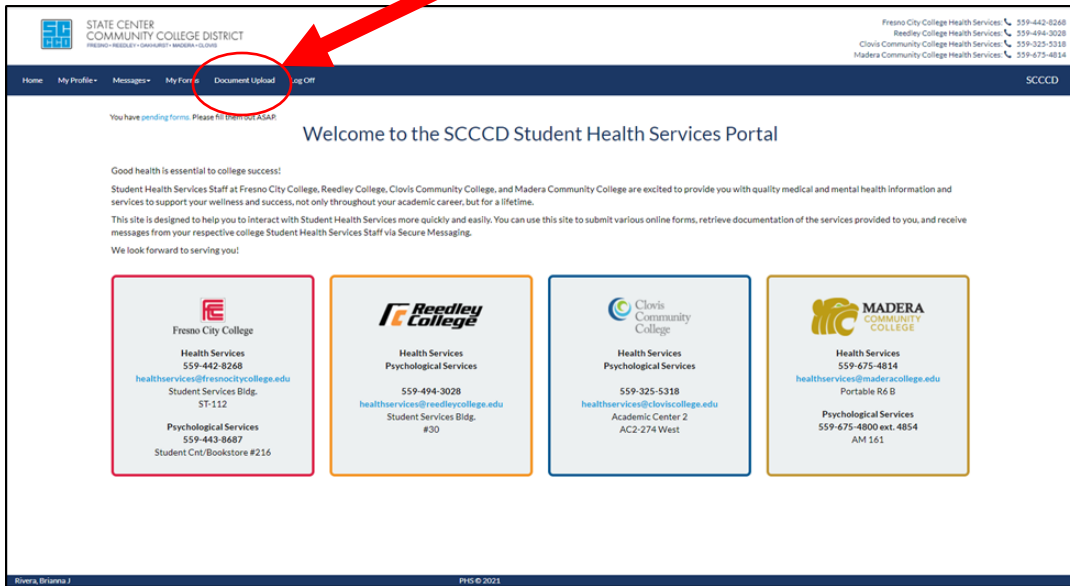 SC
CCD
STATE CENTER
COMMUNITY COLLEGE DISTRICT
FRESNO • REEDLEY • OAKHURST • MADERA • CLOVIS
Fresno City College Health Services: 559-442-8268
Reedley College Health Services: 559-494-3028
Clovis Community College Health Services: 559-325-5318
Madera Community College Health Services: 559-675-4814
Home My Profile Messages My Forms Document Upload Log Off SCCCD
You have pending forms. Please fill them out ASAP.
Welcome to the SCCCD Student Health Services Portal
Good health is essential to college success!
Student Health Services Staff at Fresno City College, Reedley College, Clovis Community College, and Madera Community College are excited to provide you with quality medical and mental health information and
services to support your wellness and success, not only throughout your academic career, but for a lifetime.
This site is designed to help you to interact with Student Health Services more quickly and easily. You can use this site to submit various online forms, retrieve documentation of the services provided to you, and receive
messages from your respective college Student Health Services Staff via Secure Messaging.
We look forward to serving you!
Fresno City College
Health Services
559-442-8268
healthservices@fresnocitycollege.edu
Student Services Bldg.
ST-112
Psychological Services
559-443-8687
Student Cnt/Bookstore #216
Reedley
College
Health Services
Psychological Services
559-494-3028
healthservices@reedleycollege.edu
Student Services Bldg.
#30
Clovis
Community
College
Health Services
Psychological Services
559-325-5318
healthservices@cloviscollege.edu
Academic Center 2
AC2-274 West
MADERA
COMMUNITY
COLLEGE
Health Services
559-675-4814
healthservices@maderacollege.edu
Portable R6 B
Psychological Services
559-675-4800 ext. 4854
AM 161
Rivera, Brianna J PHS © 2021